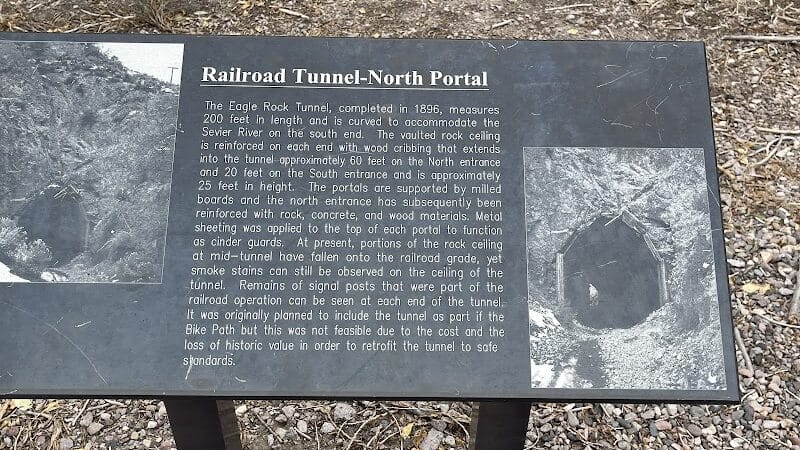 Railroad Tunnel-North Portal
The Eagle Rock Tunnel, completed in 1896, measures
200 feet in length and is curved to accommodate the
Sevier River on the south end. The vaulted rock ceiling
is reinforced on each end with wood cribbing that extends
into the tunnel approximately 60 feet on the North entrance
and 20 feet on the South entrance and is approximately
25 feet in height. The portals are supported by milled
boards and the north entrance has subsequently been
reinforced with rock, concrete, and wood materials. Metal
sheeting was applied to the top of each portal to function
as cinder guards. At present, portions of the rock ceiling
at mid-tunnel have fallen onto the railroad grade, yet
smoke stains can still be observed on the ceiling of the
tunnel. Remains of signal posts that were part of the
railroad operation can be seen at each end of the tunnel.
It was originally planned to include the tunnel as part if the
Bike Path but this was not feasible due to the cost and the
loss of historic value in order to retrofit the tunnel to safe
standards.